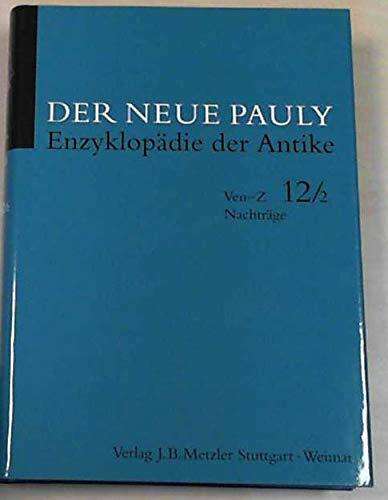 DER NEUE PAULY
Enzyklopädie der Antike
Ven–Z 12/2
Nachträge
Verlag J. B. Metzler Stuttgart · Weimar